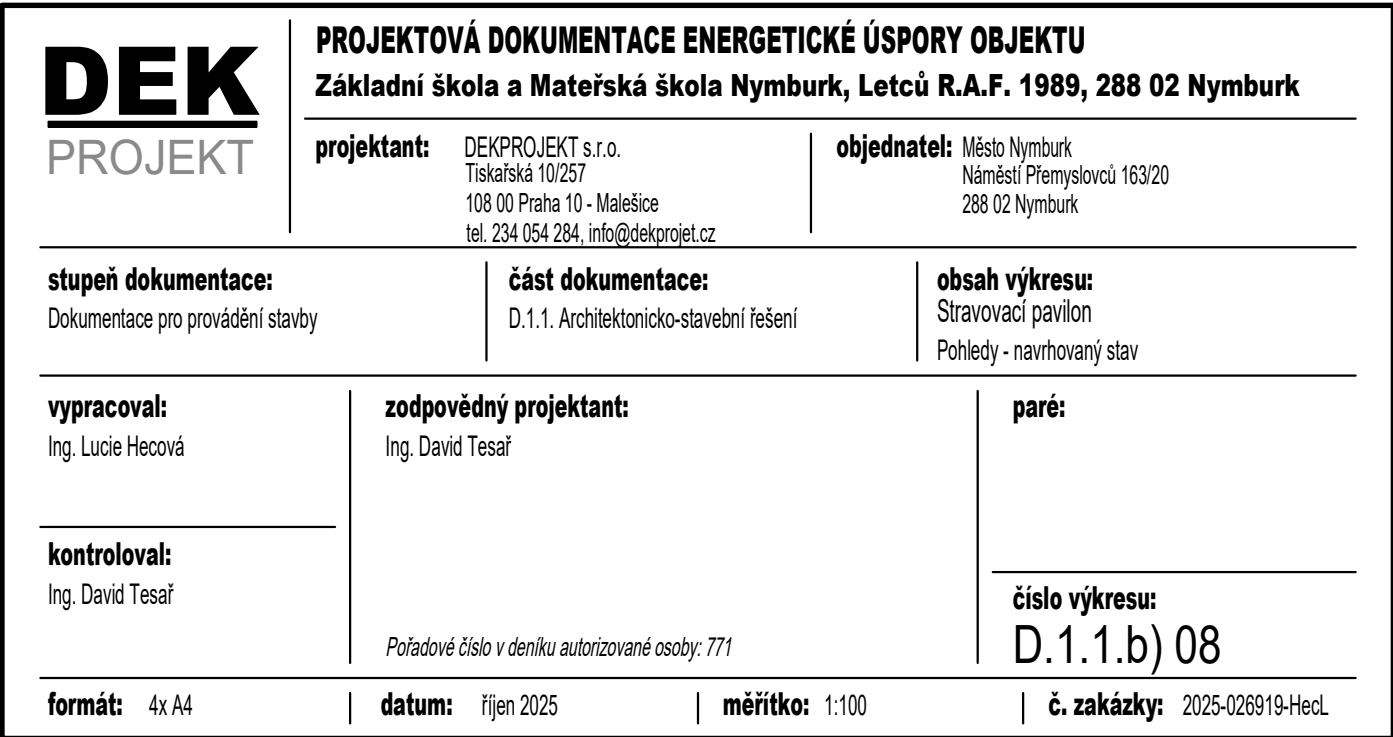 DEK
PROJEKT
PROJEKTOVÁ DOKUMENTACE ENERGETICKÉ ÚSPORY OBJEKTU
Základní škola a Mateřská škola Nymburk, Letců R.A.F. 1989, 288 02 Nymburk
projektant:
DEKPROJEKT s.r.o.
Tiskařská 10/257
108 00 Praha 10 - Malešice
tel. 234 054 284, info@dekprojet.cz
objednatel:
Město Nymburk
Náměstí Přemyslovců 163/20
288 02 Nymburk
stupeň dokumentace:
Dokumentace pro provádění stavby
část dokumentace:
D.1.1. Architektonicko-stavební řešení
obsah výkresu:
Stravovací pavilon
Pohledy - navrhovaný stav
vypracoval:
Ing. Lucie Hecová
zodpovědný projektant:
Ing. David Tesař
paré:
kontroloval:
Ing. David Tesař
Pořadové číslo v deníku autorizované osoby: 771
číslo výkresu:
D.1.1.b) 08
formát: 4x A4
datum: říjen 2025
měřítko: 1:100
č. zakázky: 2025-026919-HecL